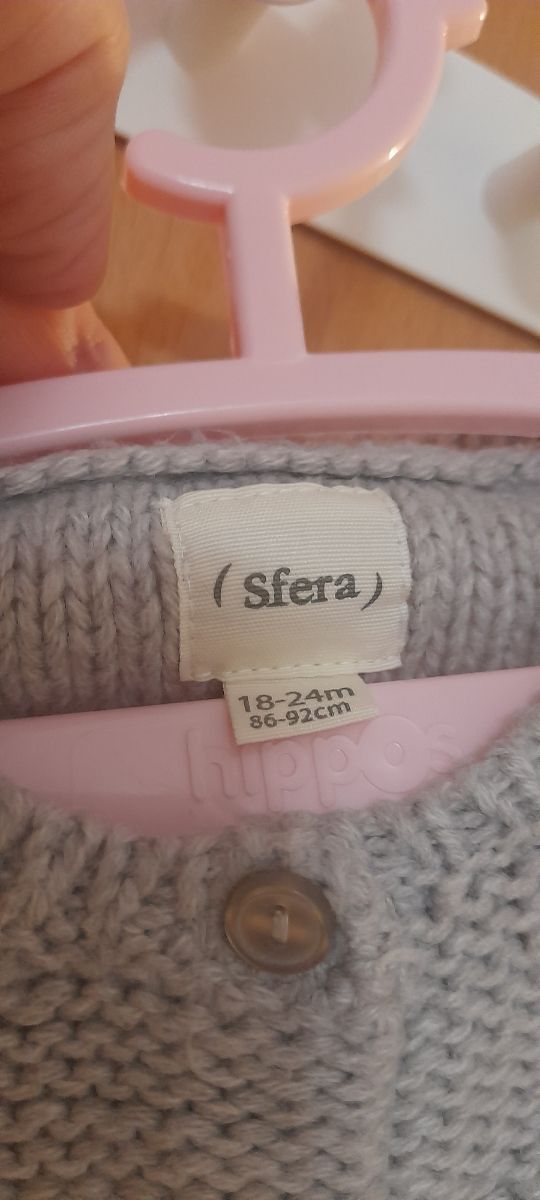 ( Sfera )
18-24m
86-92cm
hippos